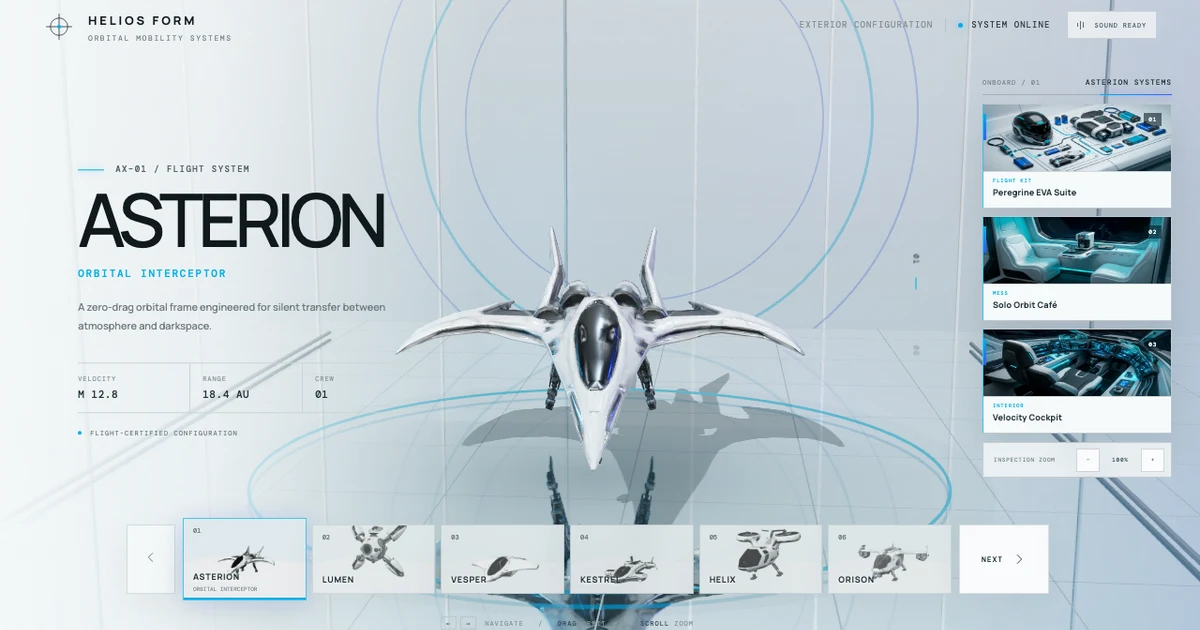 HELIOS FORM
ORBITAL MOBILITY SYSTEMS
EXTERIOR CONFIGURATION
SYSTEM ONLINE
SOUND READY
ONBOARD / 01
ASTERION SYSTEMS
AX-01 / FLIGHT SYSTEM
ASTERION
ORBITAL INTERCEPTOR
A zero-drag orbital frame engineered for silent transfer between
atmosphere and darkspace.
VELOCITY
M 12.8
RANGE
18.4 AU
CREW
01
FLIGHT-CERTIFIED CONFIGURATION
01
FLIGHT KIT
Peregrine EVA Suite
02
MESS
Solo Orbit Café
03
INTERIOR
Velocity Cockpit
INSPECTION ZOOM
-
100%
+
01
ASTERION
ORBITAL INTERCEPTOR
02
LUMEN
03
VESPER
04
KESTREL
05
HELIX
06
ORISON
NEXT
← → NAVIGATE / DRAG
SCROLL ZOOM